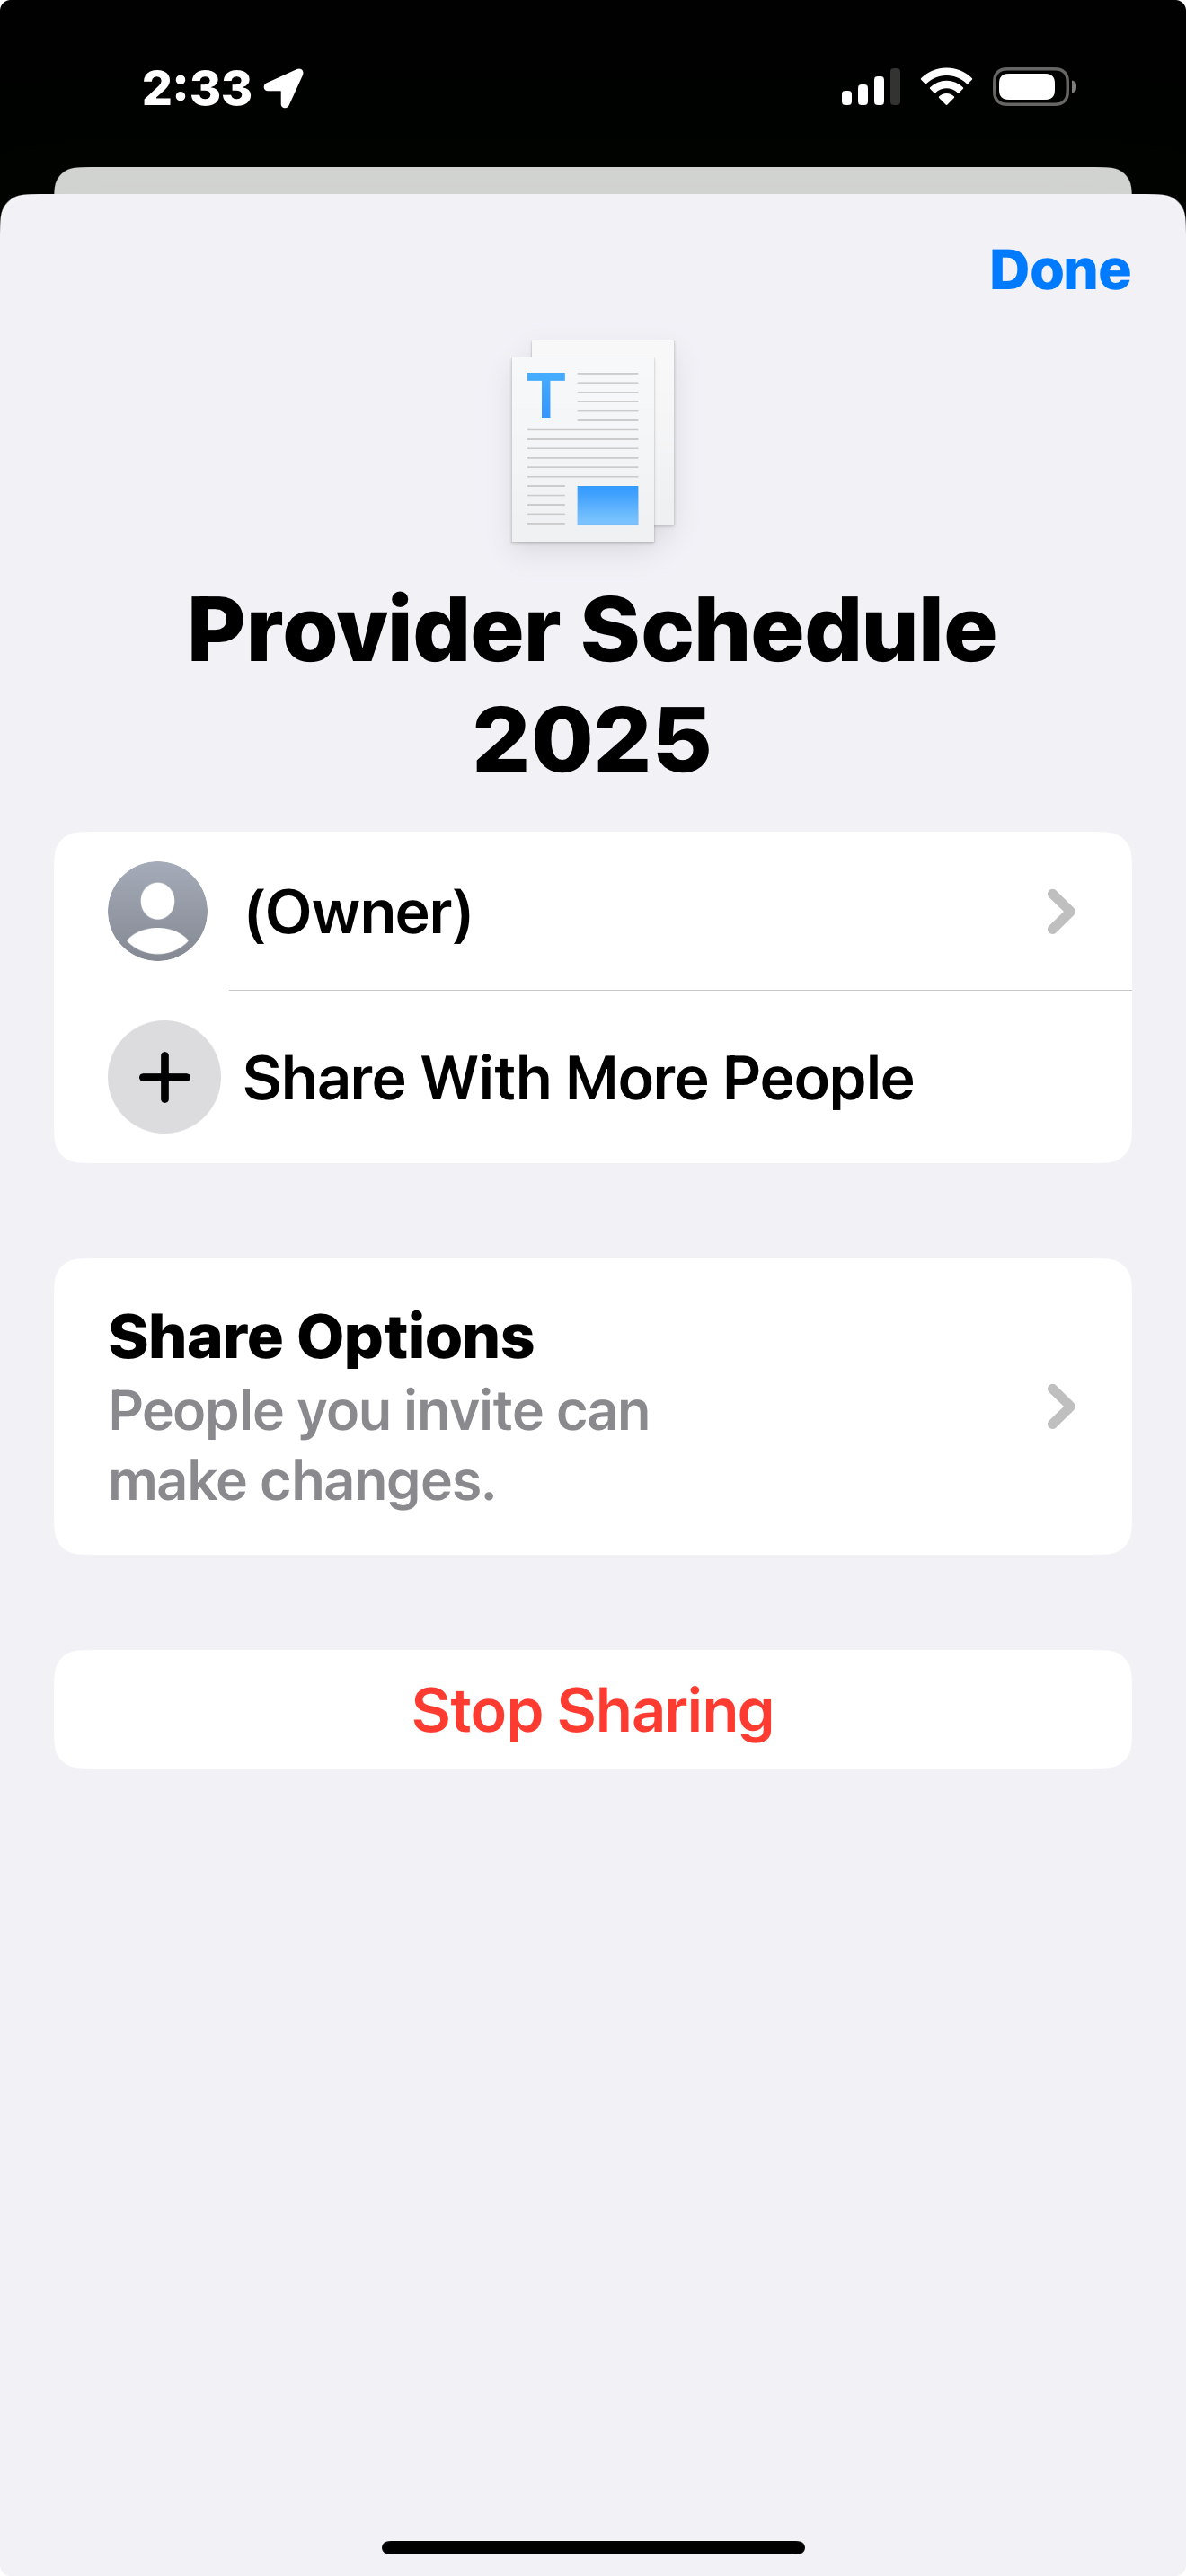 2:33
Done
T
Provider Schedule
2025
(Owner)
Share With More People
Share Options
People you invite can
make changes.
Stop Sharing